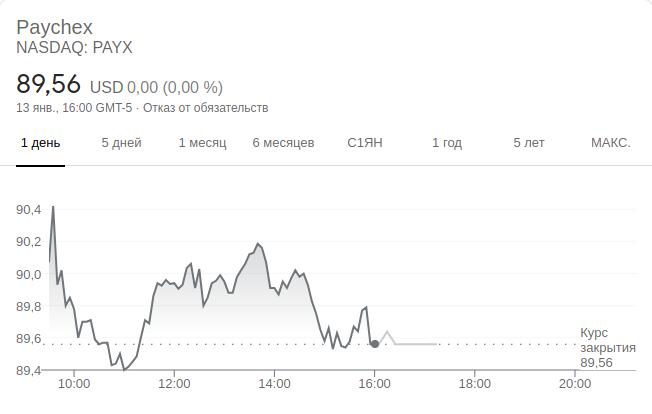 Paychex
NASDAQ: PAYX
89,56 USD 0,00 (0,00 %)
13 янв., 16:00 GMT-5 · Отказ от обязательств
1 день 5 дней 1 месяц 6 месяцев С1ЯН 1 год 5 лет МАКС.
90,4
90,2
90,0
89,8
89,6
89,4
Курс
закрытия
89,56
10:00 12:00 14:00 16:00 18:00 20:00